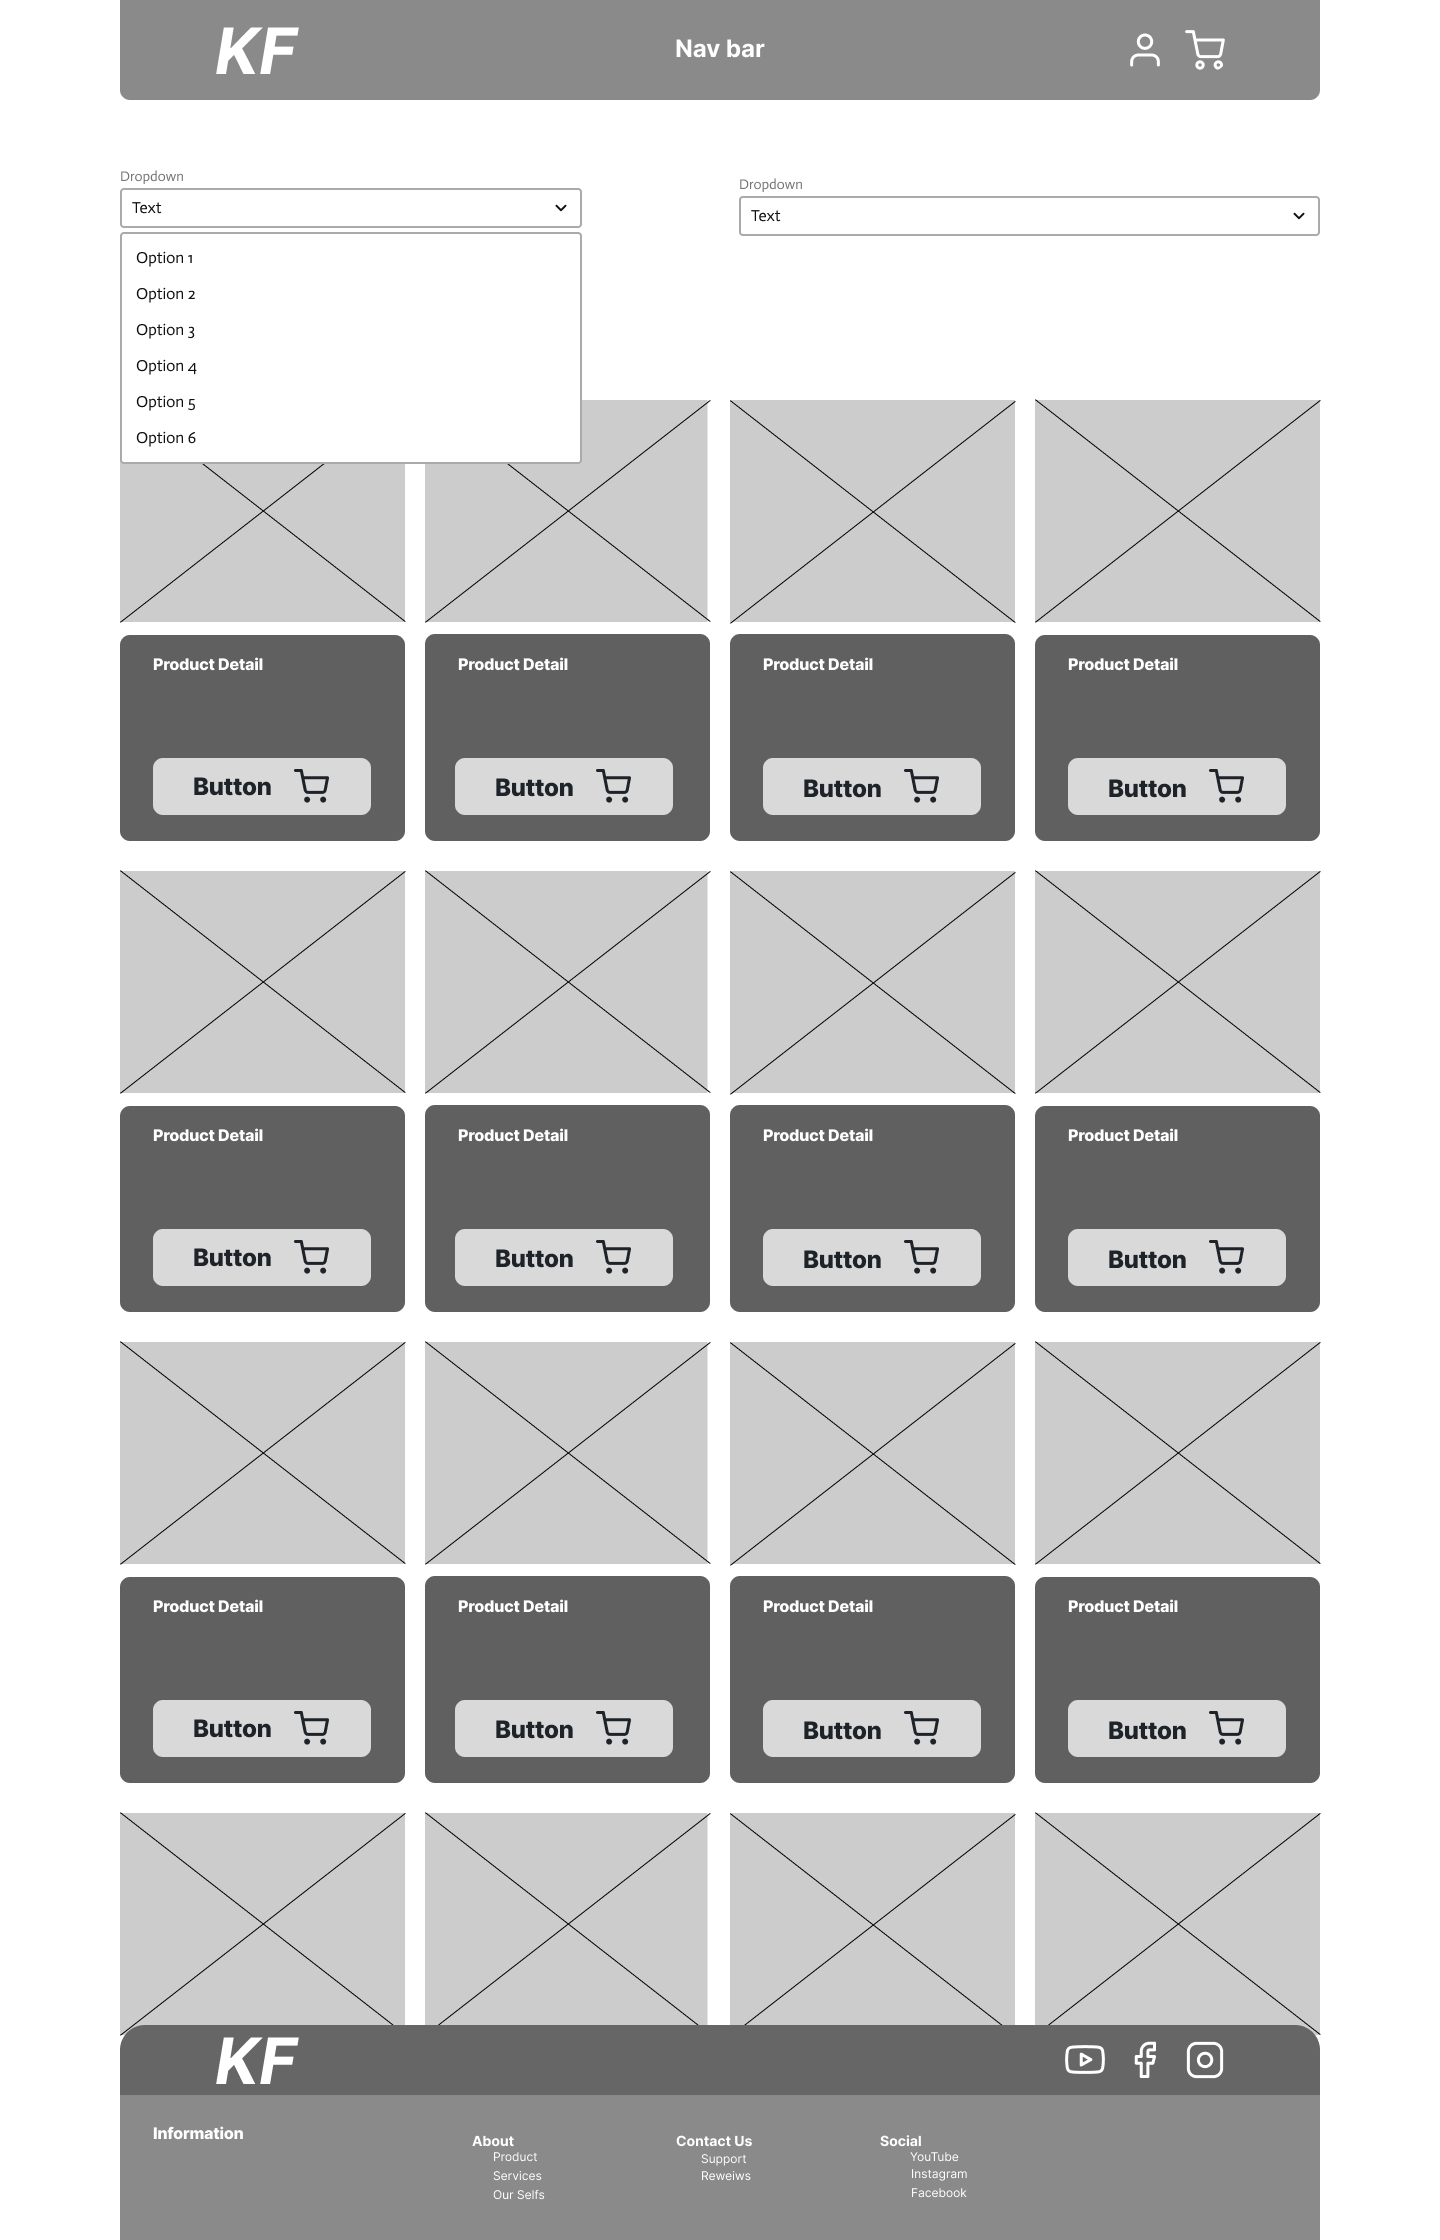 KF
Nav bar
Dropdown
Text
Dropdown
Text
Option 1
Option 2
Option 3
Option 4
Option 5
Option 6
Product Detail
Product Detail
Product Detail
Product Detail
Button
Button
Button
Button
Product Detail
Product Detail
Product Detail
Product Detail
Button
Button
Button
Button
Product Detail
Product Detail
Product Detail
Product Detail
Button
Button
Button
Button
KF
Information
About
Product
Services
Our Selfs
Contact Us
Support
Reweiws
Social
YouTube
Instagram
Facebook